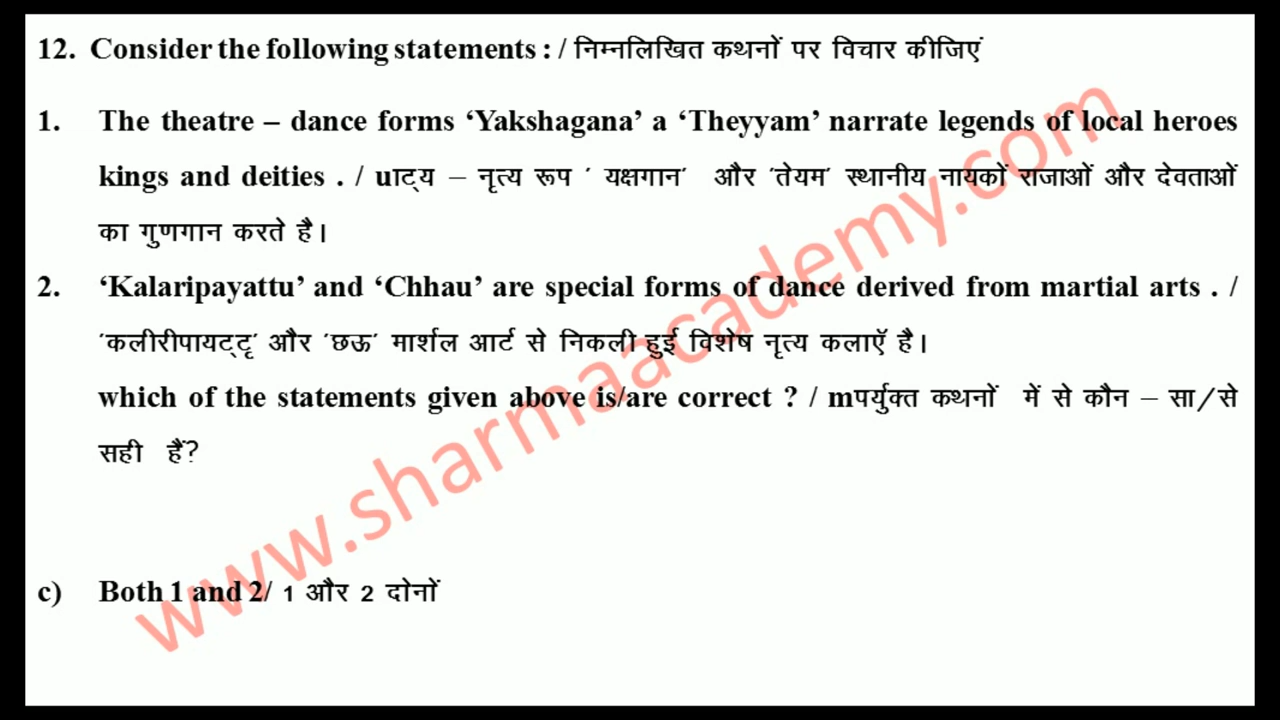 12. Consider the following statements : / निम्नलिखित कथनों पर विचार कीजिएं
1. The theatre – dance forms ‘Yakshagana’ a ‘Theyyam’ narrate legends of local heroes
kings and deities . / uाट्य – नृत्य रूप ' यक्षगान' और 'तेयम' स्थानीय नायकों राजाओं और देवताओं
का गुणगान करते है।
2. ‘Kalaripayattu’ and ‘Chhau’ are special forms of dance derived from martial arts . /
'कलीरीपायट्टृ' और 'छऊ' मार्शल आर्ट से निकली हुई विशेष नृत्य कलाएॅ है।
which of the statements given above is/are correct ? / mपर्युक्त कथनों में से कौन – सा/से
सही हैं?
c) Both 1 and 2/ 1 और 2 दोनों
www.sharmaacademy.com